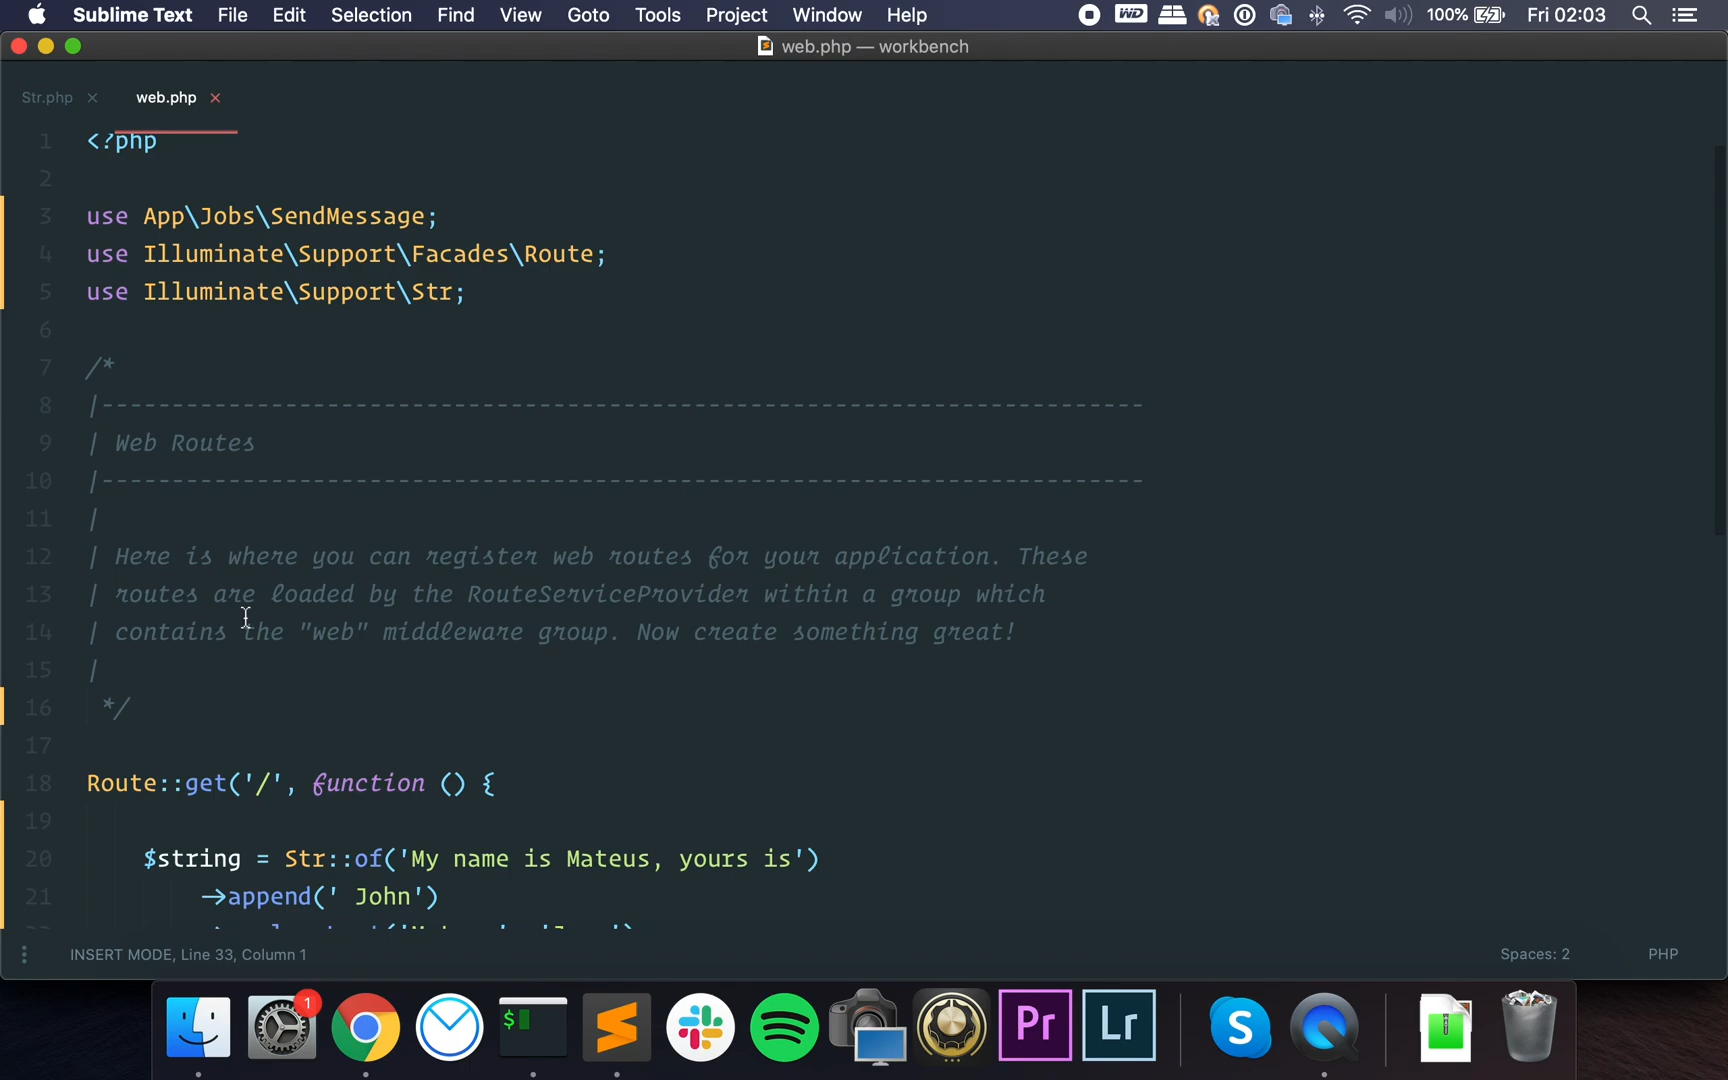 Sublime Text File Edit Selection Find View Goto Tools Project Window Help WD 100% Fri 02:03
web.php — workbench
Str.php × web.php ×
1 <?php
2
3 use App\Jobs\SendMessage;
4 use Illuminate\Support\Facades\Route;
5 use Illuminate\Support\Str;
6
7 /*
8 |--------------------------------------------------------------------------
9 | Web Routes
10 |--------------------------------------------------------------------------
11 |
12 | Here is where you can register web routes for your application. These
13 | routes are loaded by the RouteServiceProvider within a group which
14 | contains the "web" middleware group. Now create something great!
15 |
16 */
17
18 Route::get('/', function () {
19
20 $string = Str::of('My name is Mateus, yours is')
21 ->append(' John')
INSERT MODE, Line 33, Column 1 Spaces: 2 PHP
1
$
Pr Lr S